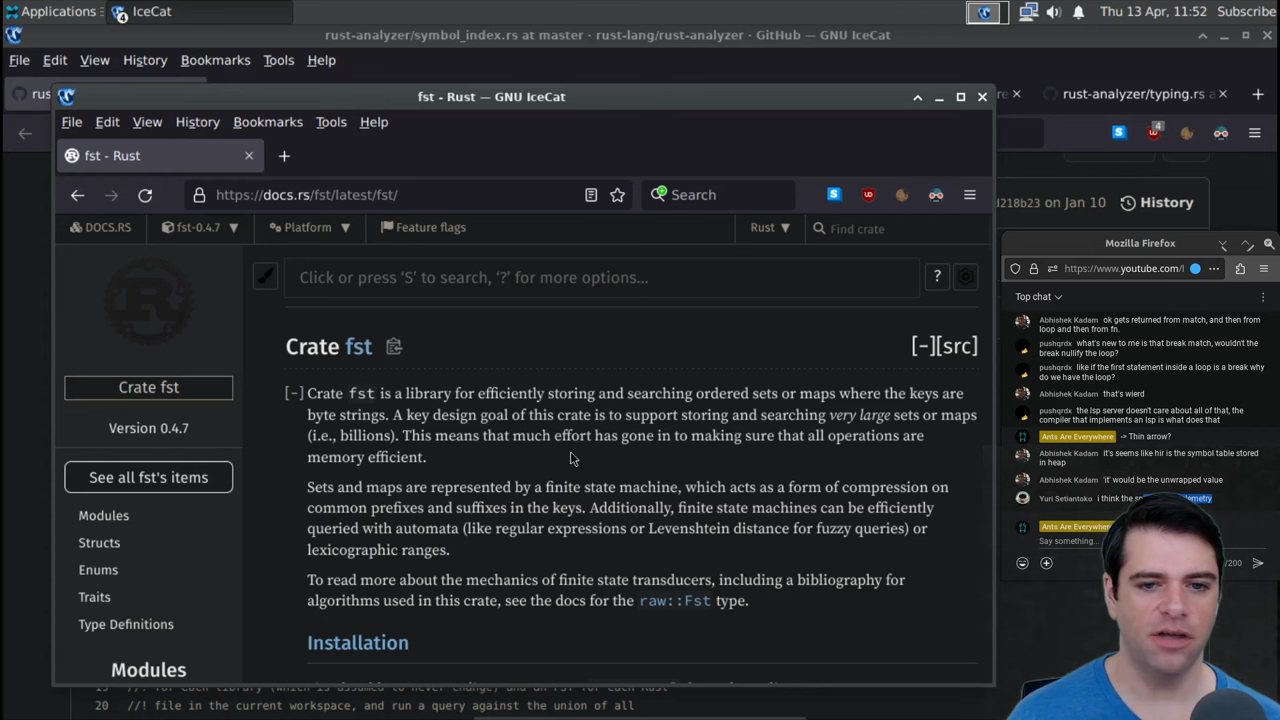 Applications
4
IceCat
Thu 13 Apr, 11:52
Subscribe
rust-analyzer/symbol_index.rs at master · rust-lang/rust-analyzer · GitHub — GNU IceCat
File Edit View History Bookmarks Tools Help
rus
rust-analyzer/typing.rs a
4
d218b23 on Jan 10
History
fst - Rust — GNU IceCat
File Edit View History Bookmarks Tools Help
fst - Rust
https://docs.rs/fst/latest/fst/
Search
DOCS.RS
fst-0.4.7
Platform
Feature flags
Rust
Find crate
Click or press ‘S’ to search, ‘?’ for more options…
?
Crate fst
[−][src]
Crate fst
Version 0.4.7
See all fst's items
Modules
Structs
Enums
Traits
Type Definitions
Modules
[−] Crate fst is a library for efficiently storing and searching ordered sets or maps where the keys are
byte strings. A key design goal of this crate is to support storing and searching very large sets or maps
(i.e., billions). This means that much effort has gone in to making sure that all operations are
memory efficient.
Sets and maps are represented by a finite state machine, which acts as a form of compression on
common prefixes and suffixes in the keys. Additionally, finite state machines can be efficiently
queried with automata (like regular expressions or Levenshtein distance for fuzzy queries) or
lexicographic ranges.
To read more about the mechanics of finite state transducers, including a bibliography for
algorithms used in this crate, see the docs for the raw::Fst type.
Installation
20 //! file in the current workspace, and run a query against the union of all
Mozilla Firefox
https://www.youtube.com/l
Top chat
Abhishek Kadam ok gets returned from match, and then from
loop and then from fn.
pushqrdx what's new to me is that break match, wouldn't the
break nullify the loop?
pushqrdx like if the first statement inside a loop is a break why
do we have the loop?
Abhishek Kadam that's wierd
pushqrdx the lsp server doesn't care about all of that, the
compiler that implements an lsp is what does that
Ants Are Everywhere -> Thin arrow?
Abhishek Kadam it's seems like hir is the symbol table stored
in heap
Abhishek Kadam 'it' would be the unwrapped value
Yuri Setiantoko i think the
Ants Are Everywhere
Say something...
/200